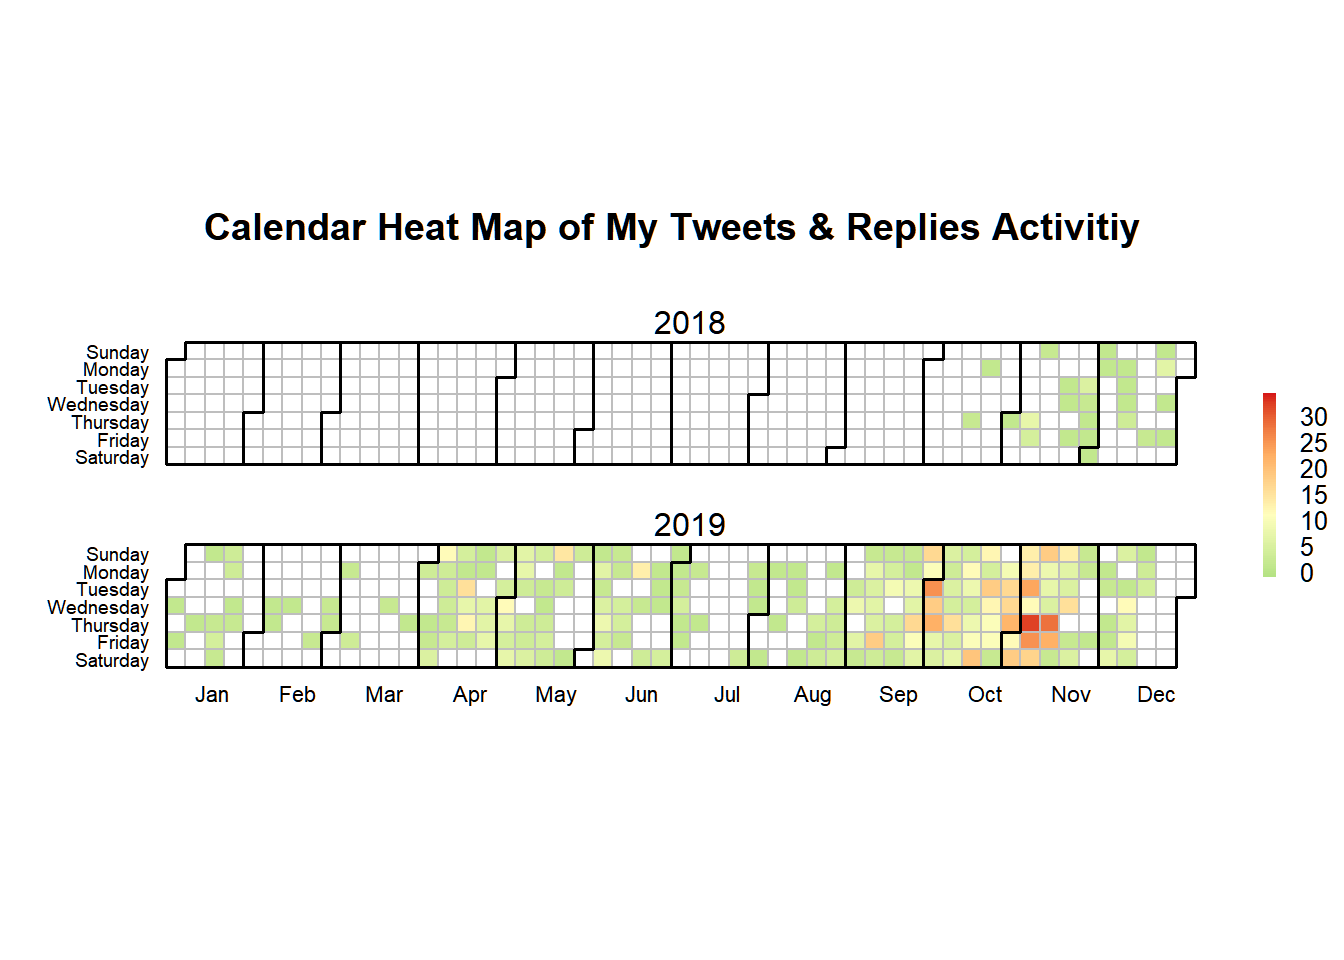 Calendar Heat Map of My Tweets & Replies Activitiy
2018
Sunday
Monday
Tuesday
Wednesday
Thursday
Friday
Saturday
30
25
20
15
10
5
0
2019
Sunday
Monday
Tuesday
Wednesday
Thursday
Friday
Saturday
Jan Feb Mar Apr May Jun Jul Aug Sep Oct Nov Dec